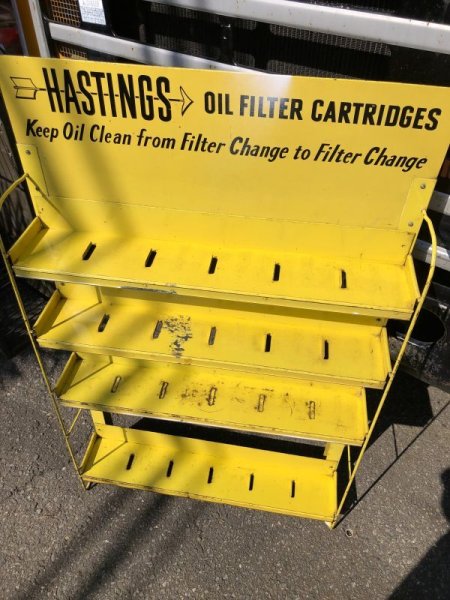 HASTINGS OIL FILTER CARTRIDGES
Keep Oil Clean from Filter Change to Filter Change